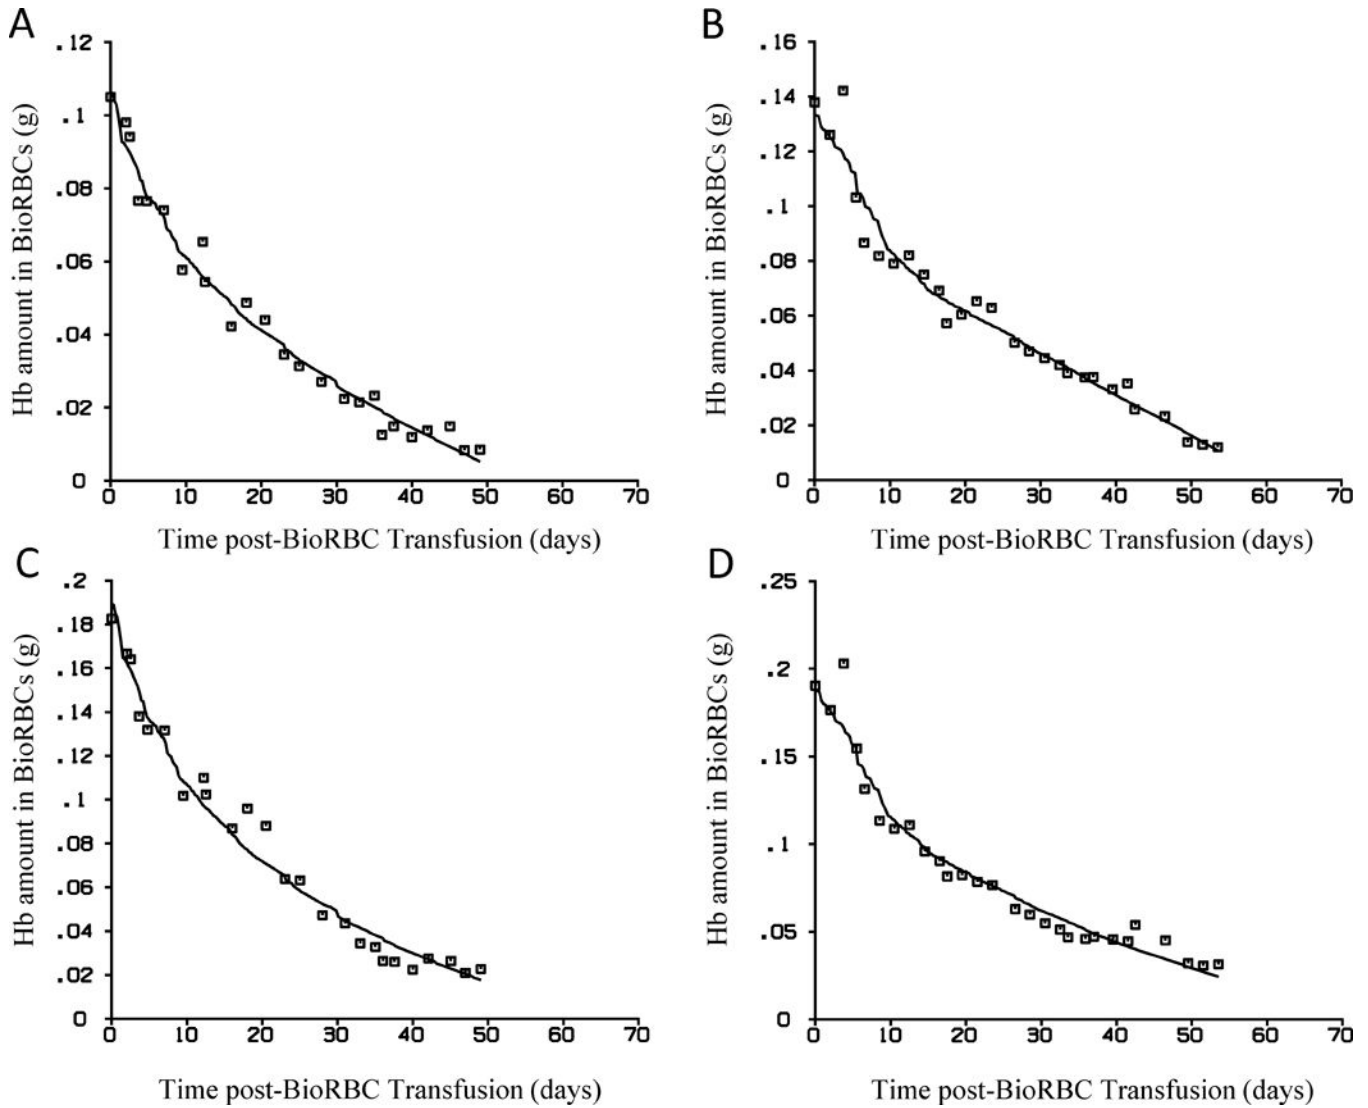 A
.12
.1
.08
.06
.04
.02
0
0 10 20 30 40 50 60 70
Hb amount in BioRBCs (g)
Time post-BioRBC Transfusion (days)
B
.16
.14
.12
.1
.08
.06
.04
.02
0
0 10 20 30 40 50 60 70
Hb amount in BioRBCs (g)
Time post-BioRBC Transfusion (days)
C
.2
.18
.16
.14
.12
.1
.08
.06
.04
.02
0
0 10 20 30 40 50 60 70
Hb amount in BioRBCs (g)
Time post-BioRBC Transfusion (days)
D
.25
.2
.15
.1
.05
0
0 10 20 30 40 50 60 70
Hb amount in BioRBCs (g)
Time post-BioRBC Transfusion (days)